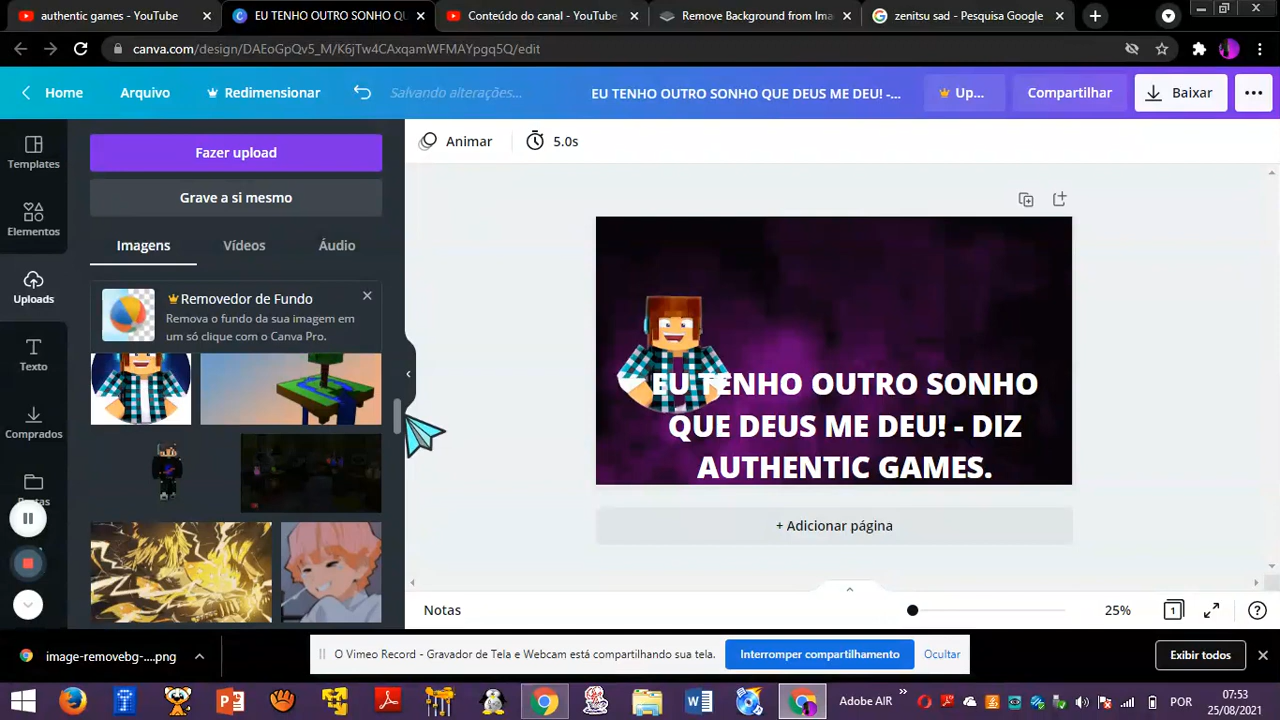 authentic games - YouTube
EU TENHO OUTRO SONHO QU
Conteúdo do canal - YouTube
Remove Background from Ima
zenitsu sad - Pesquisa Google
canva.com/design/DAEoGpQv5_M/K6jTw4CAxqamWFMAYpgq5Q/edit
Home
Arquivo
Redimensionar
Salvando alterações...
EU TENHO OUTRO SONHO QUE DEUS ME DEU! -...
Up...
Compartilhar
Baixar
Templates
Elementos
Uploads
Texto
Comprados
Fazer upload
Grave a si mesmo
Imagens
Vídeos
Áudio
Removedor de Fundo
Remova o fundo da sua imagem em
um só clique com o Canva Pro.
Animar
5.0s
EU TENHO OUTRO SONHO
QUE DEUS ME DEU! - DIZ
AUTHENTIC GAMES.
+ Adicionar página
Notas
25%
1
image-removebg-....png
O Vimeo Record - Gravador de Tela e Webcam está compartilhando sua tela.
Interromper compartilhamento
Ocultar
Exibir todos
Adobe AIR
POR
07:53
25/08/2021